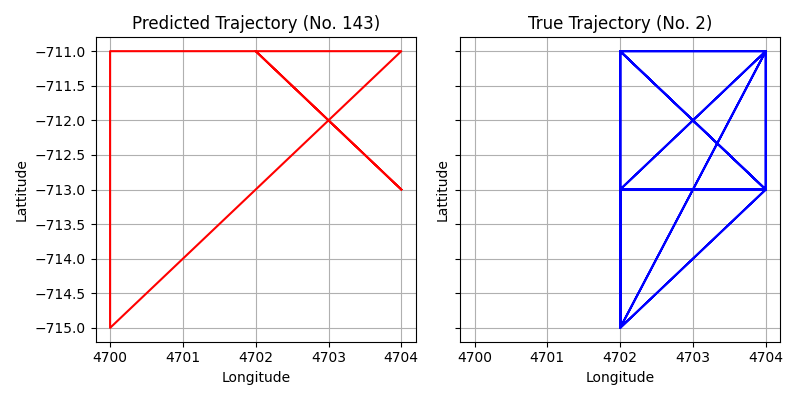 Predicted Trajectory (No. 143)
True Trajectory (No. 2)
−711.0
−711.5
−712.0
−712.5
−713.0
−713.5
−714.0
−714.5
−715.0
Lattitude
Lattitude
4700 4701 4702 4703 4704
4700 4701 4702 4703 4704
Longitude
Longitude